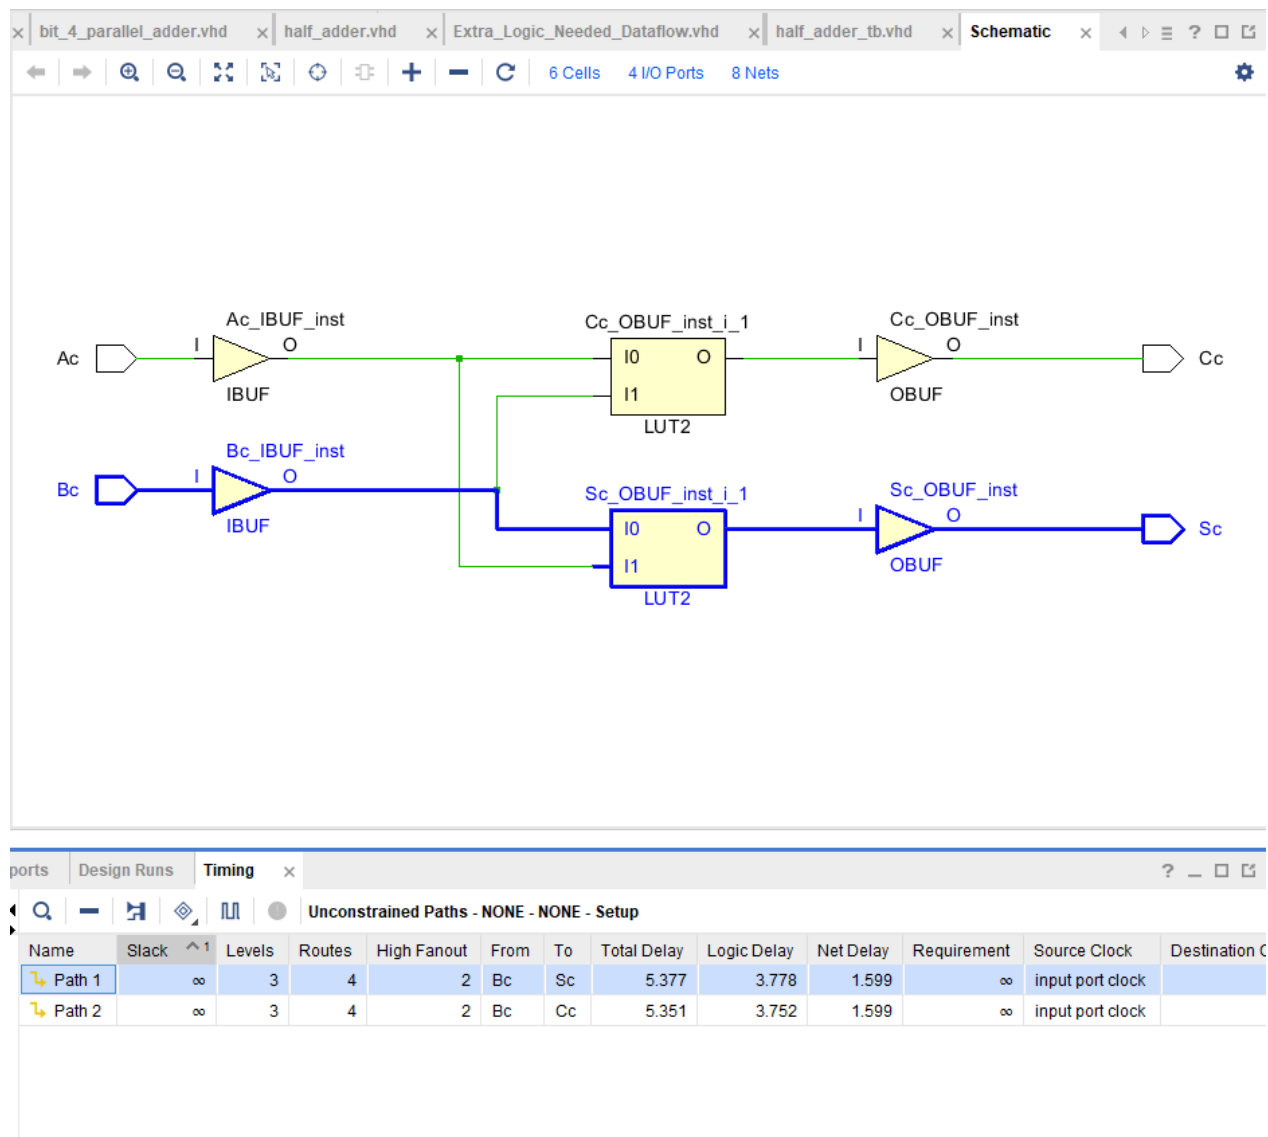 bit_4_parallel_adder.vhd half_adder.vhd Extra_Logic_Needed_Dataflow.vhd half_adder_tb.vhd Schematic
6 Cells 4 I/O Ports 8 Nets
Ac_IBUF_inst Cc_OBUF_inst_i_1 Cc_OBUF_inst
Ac I O I0 O I O Cc
IBUF I1 OBUF
LUT2
Bc_IBUF_inst
Bc I O Sc_OBUF_inst_i_1 Sc_OBUF_inst
IBUF I0 O I O Sc
I1 OBUF
LUT2
ports Design Runs Timing
Unconstrained Paths - NONE - NONE - Setup
Name Slack 1 Levels Routes High Fanout From To Total Delay Logic Delay Net Delay Requirement Source Clock Destination C
Path 1 ∞ 3 4 2 Bc Sc 5.377 3.778 1.599 ∞ input port clock
Path 2 ∞ 3 4 2 Bc Cc 5.351 3.752 1.599 ∞ input port clock